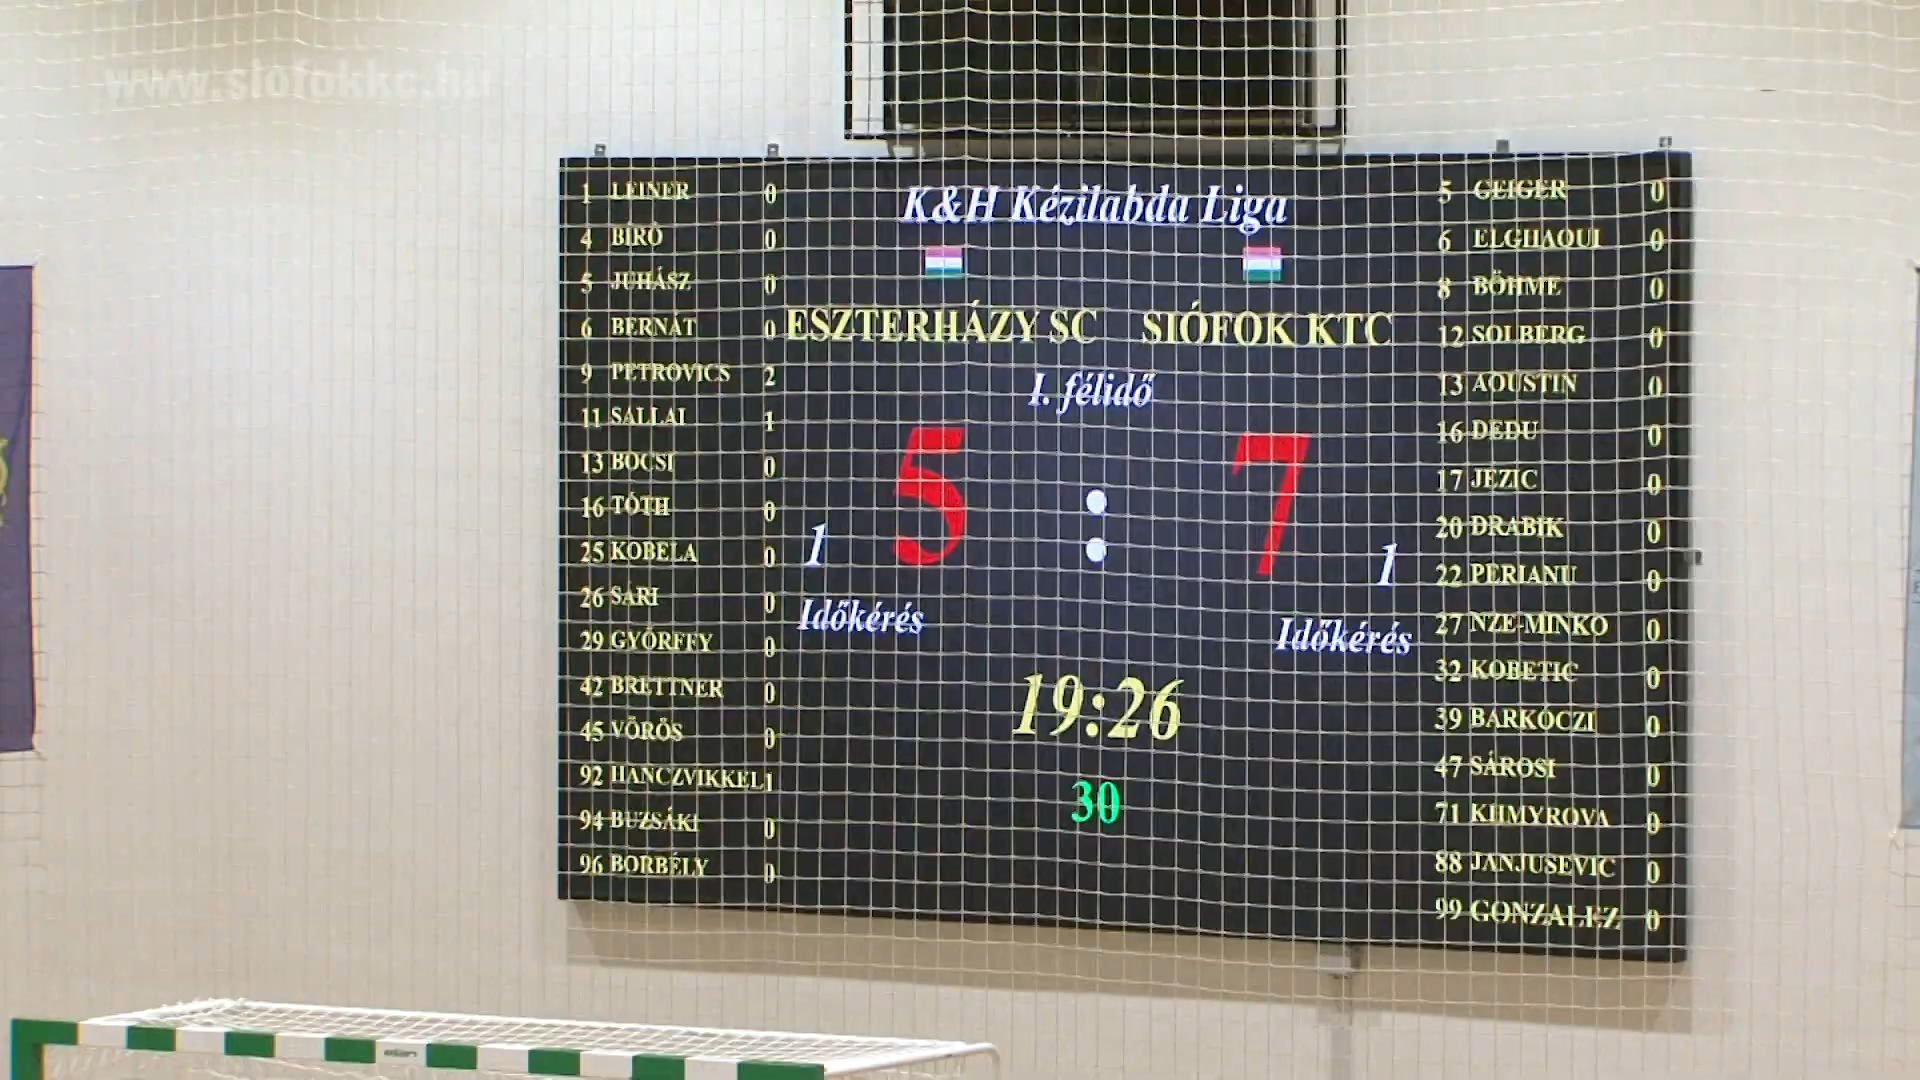 www.siofokkc.hu
K&H Kézilabda Liga
ESZTERHÁZY SC SIÓFOK KTC
I. félidő
5 : 7
1 1
Időkérés Időkérés
19:26
30
1 LEINER 0
4 BÍRÓ 0
5 JUHÁSZ 0
6 BERNÁT 0
9 PETROVICS 2
11 SALLAI 1
13 BOCSI 0
16 TÓTH 0
25 KOBELA 0
26 SARI 0
29 GYŐRFFY 0
42 BRETTNER 0
45 VÖRÖS 0
92 HANCZVIKKEL 1
94 BUZSÁKI 0
96 BORBÉLY 0
5 GEIGER 0
6 ELGHAOUI 0
8 BÖHME 0
12 SOLBERG 0
13 AOUSTIN 0
16 DEDU 0
17 JEZIC 0
20 DRABIK 0
22 PERIANU 0
27 NZE-MINKO 0
32 KOBETIC 0
39 BARKÓCZI 0
47 SÁROSI 0
71 KHMYROVA 0
88 JANJUSEVIC 0
99 GONZALEZ 0